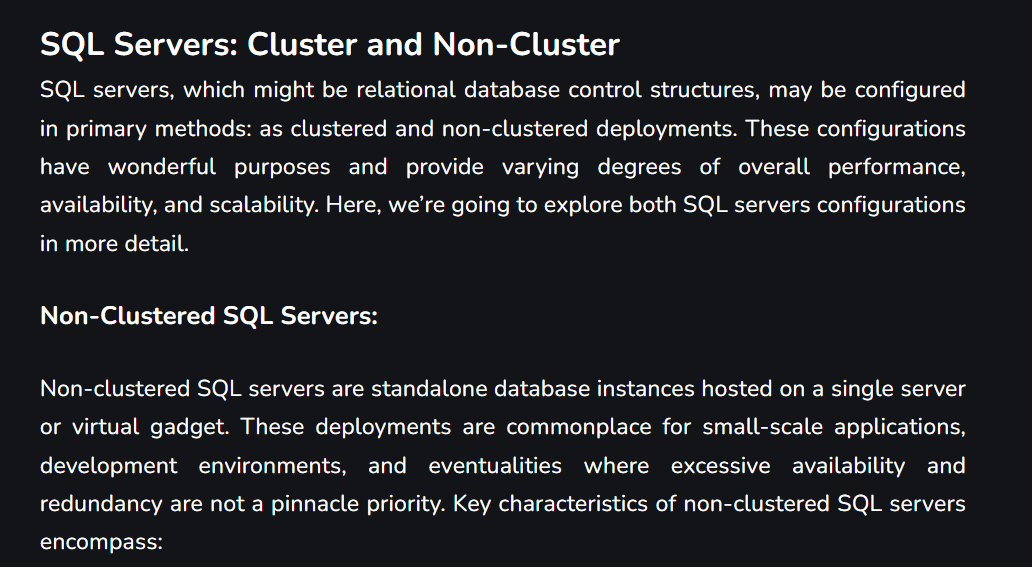 SQL Servers: Cluster and Non-Cluster
SQL servers, which might be relational database control structures, may be configured
in primary methods: as clustered and non-clustered deployments. These configurations
have wonderful purposes and provide varying degrees of overall performance,
availability, and scalability. Here, we’re going to explore both SQL servers configurations
in more detail.
Non-Clustered SQL Servers:
Non-clustered SQL servers are standalone database instances hosted on a single server
or virtual gadget. These deployments are commonplace for small-scale applications,
development environments, and eventualities where excessive availability and
redundancy are not a pinnacle priority. Key characteristics of non-clustered SQL servers
encompass: